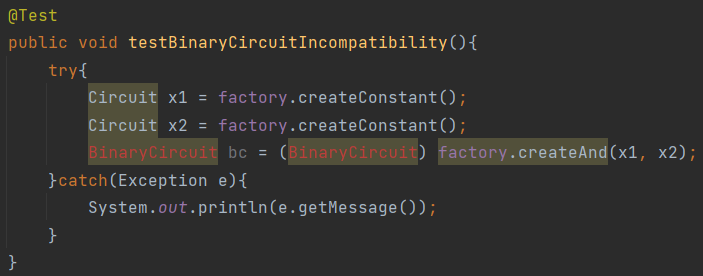 @Test
public void testBinaryCircuitIncompatibility(){
try{
Circuit x1 = factory.createConstant();
Circuit x2 = factory.createConstant();
BinaryCircuit bc = (BinaryCircuit) factory.createAnd(x1, x2);
}catch(Exception e){
System.out.println(e.getMessage());
}
}